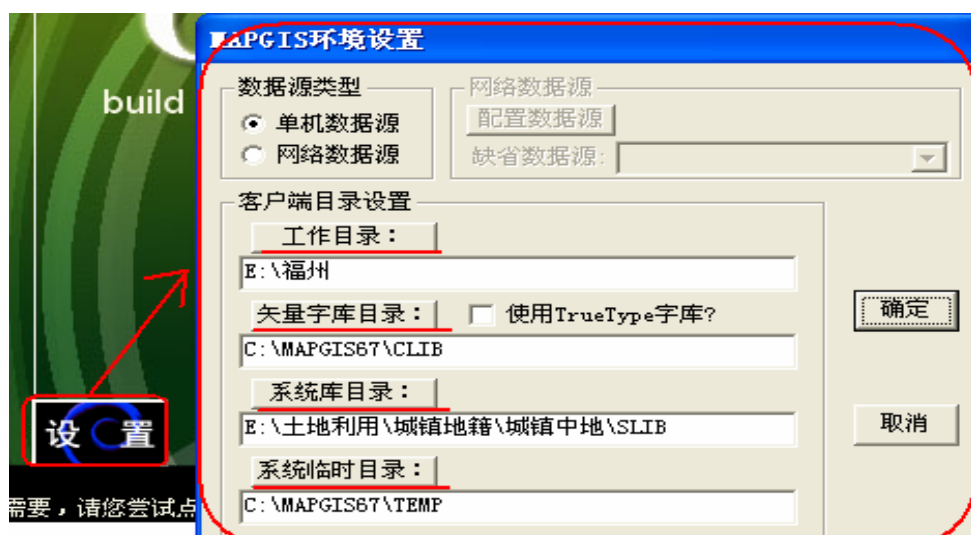 MAPGIS环境设置
build
数据源类型
网络数据源
单机数据源
配置数据源
网络数据源
缺省数据源:
客户端目录设置
工作目录：
E:\福州
矢量字库目录：
使用TrueType字库?
确定
C:\MAPGIS67\CLIB
系统库目录：
E:\土地利用\城镇地籍\城镇中地\SLIB
取消
设置
系统临时目录：
C:\MAPGIS67\TEMP
需要，请您尝试点